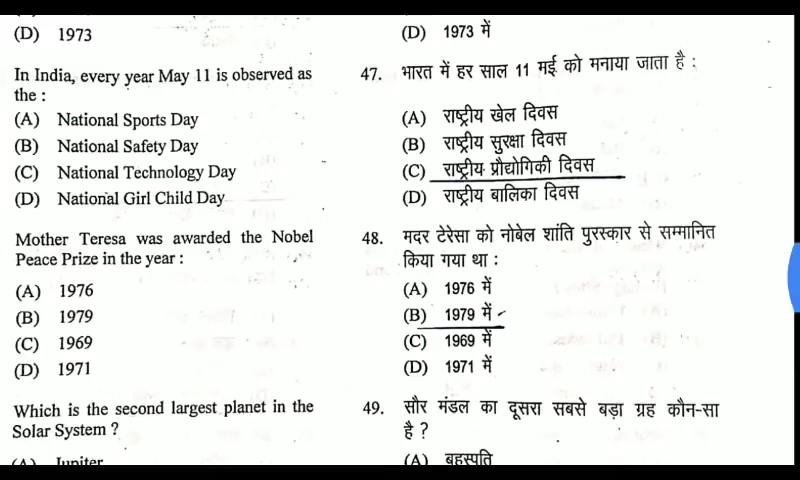 (D) 1973
In India, every year May 11 is observed as
the :
(A) National Sports Day
(B) National Safety Day
(C) National Technology Day
(D) National Girl Child Day
Mother Teresa was awarded the Nobel
Peace Prize in the year :
(A) 1976
(B) 1979
(C) 1969
(D) 1971
Which is the second largest planet in the
Solar System ?
(A) Jupiter
(D) 1973 में
47. भारत में हर साल 11 मई को मनाया जाता है :
(A) राष्ट्रीय खेल दिवस
(B) राष्ट्रीय सुरक्षा दिवस
(C) राष्ट्रीय प्रौद्योगिकी दिवस
(D) राष्ट्रीय बालिका दिवस
48. मदर टेरेसा को नोबेल शांति पुरस्कार से सम्मानित
किया गया था :
(A) 1976 में
(B) 1979 में
(C) 1969 में
(D) 1971 में
49. सौर मंडल का दूसरा सबसे बड़ा ग्रह कौन-सा
है ?
(A) बृहस्पति